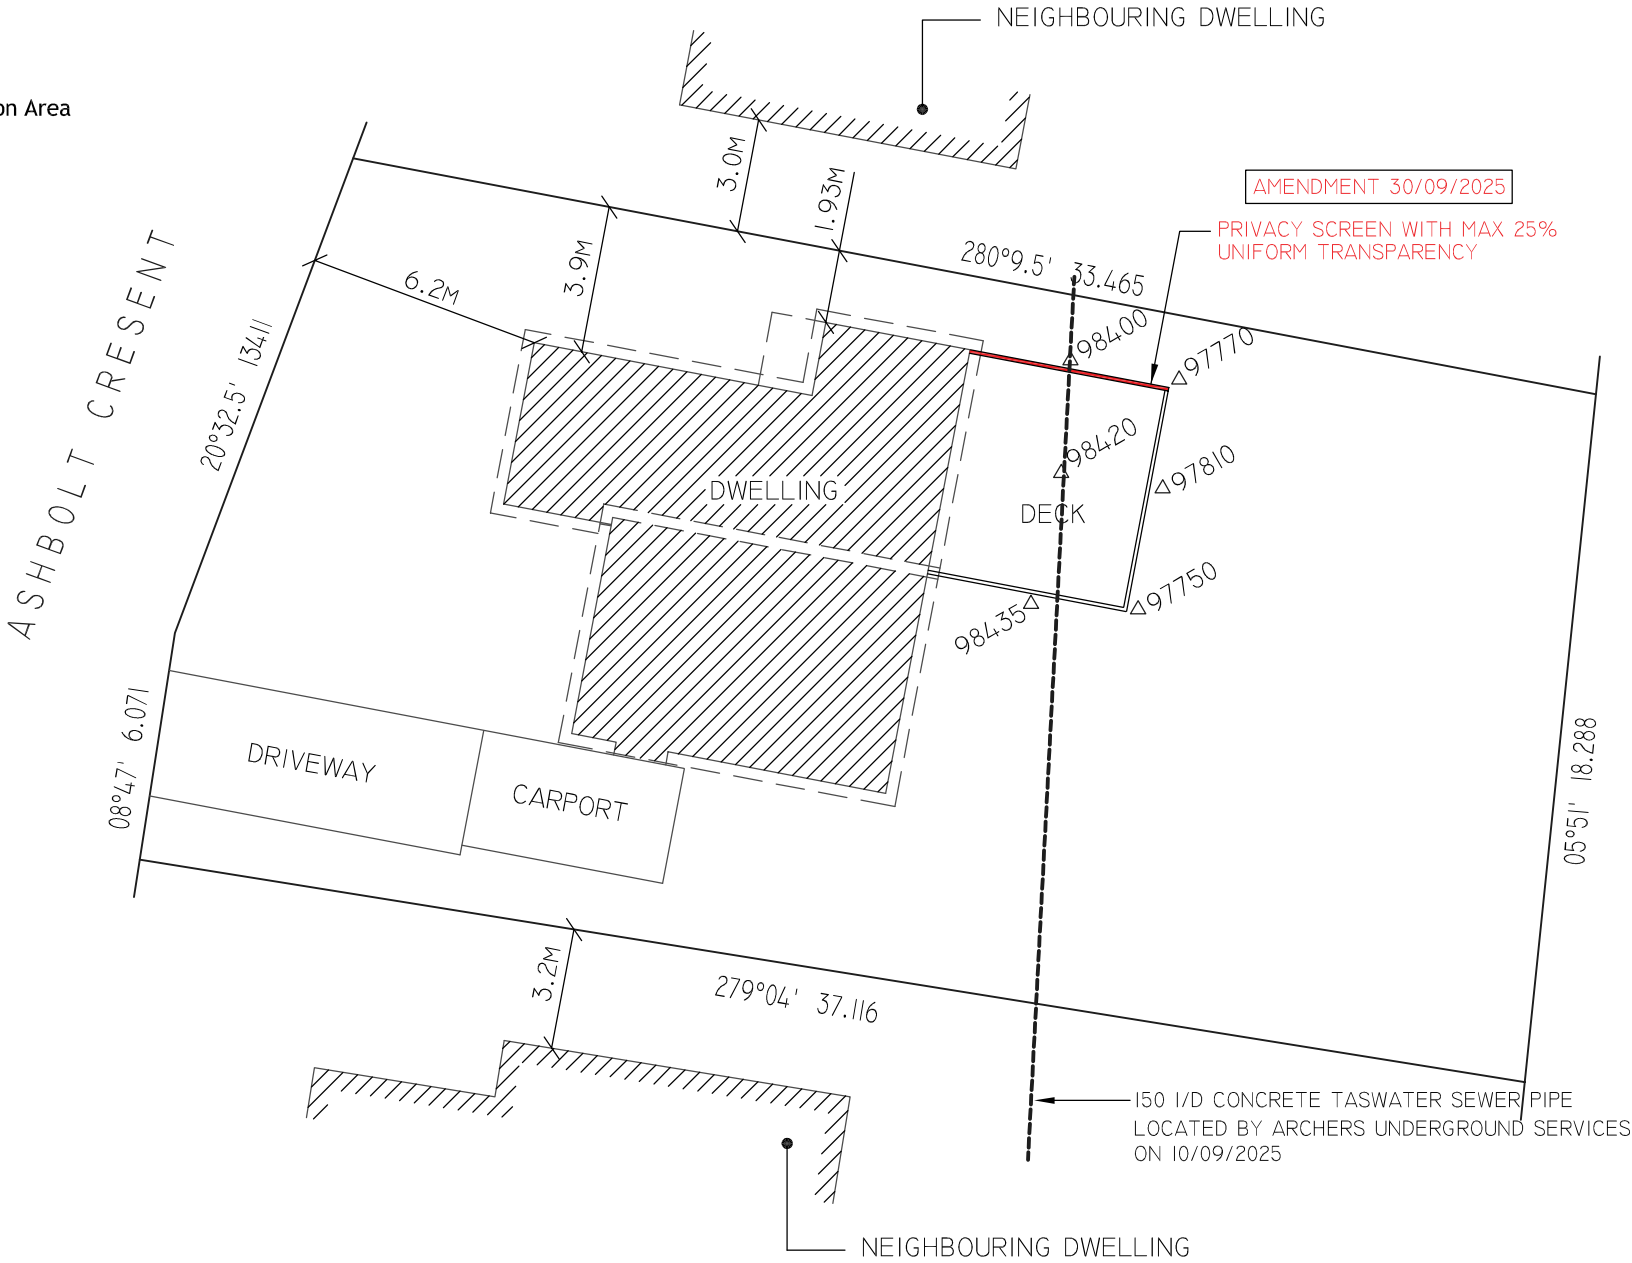 NEIGHBOURING DWELLING
on Area
3.0M
1.93M
AMENDMENT 30/09/2025
PRIVACY SCREEN WITH MAX 25%
UNIFORM TRANSPARENCY
280°9.5' 33.465
3.9M
6.2M
ASHBOLT CRESENT
20°32.5' 13411
98400
97770
98420
97810
DWELLING
DECK
97750
98435
08°47' 6.071
DRIVEWAY
CARPORT
05°51' 18.288
3.2M
279°04' 37.116
150 I/D CONCRETE TASWATER SEWER PIPE
LOCATED BY ARCHERS UNDERGROUND SERVICES
ON 10/09/2025
NEIGHBOURING DWELLING